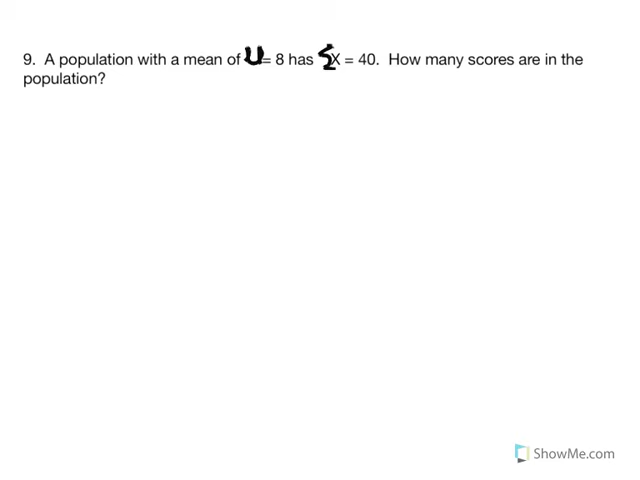 9. A population with a mean of U = 8 has ΣX = 40. How many scores are in the
population?
ShowMe.com